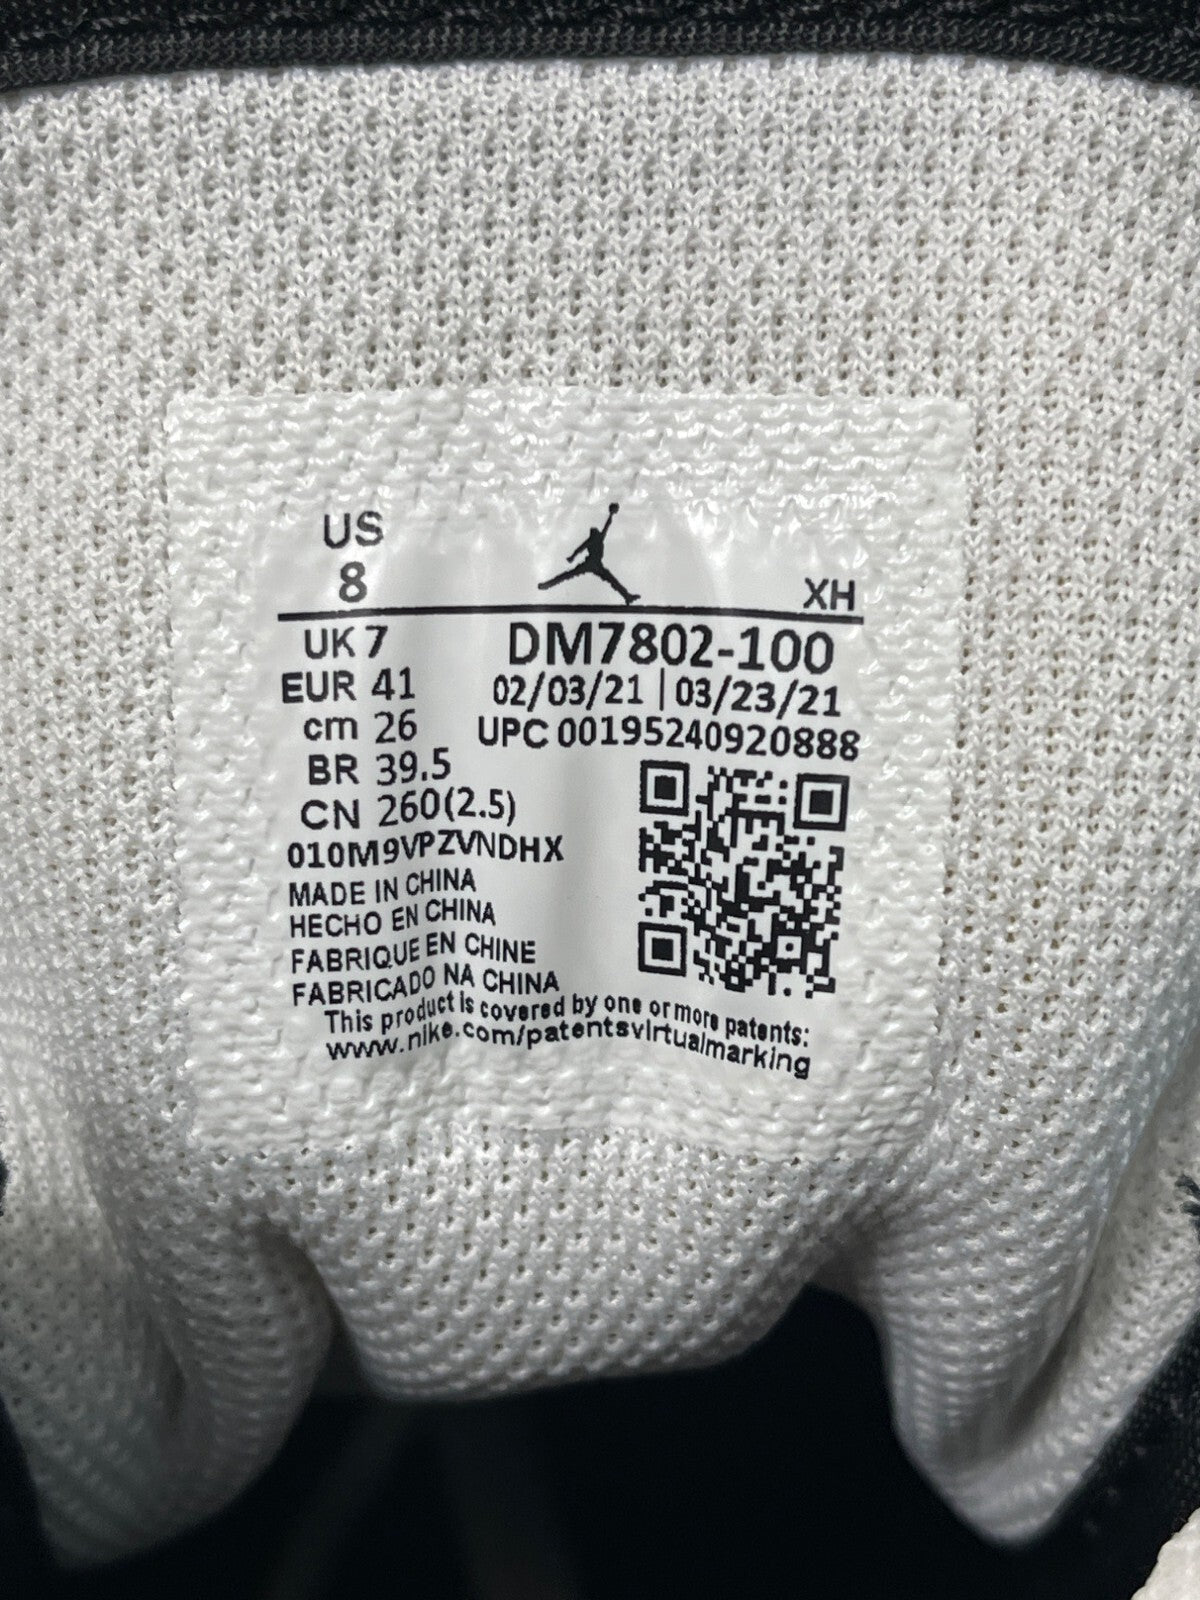 US
8
XH
UK 7
DM7802-100
EUR 41
02/03/21 | 03/23/21
cm 26
UPC 00195240920888
BR 39.5
CN 260(2.5)
010M9VPZVNDHX
MADE IN CHINA
HECHO EN CHINA
FABRIQUE EN CHINE
FABRICADO NA CHINA
This product is covered by one or more patents:
www.nike.com/patentsvirtualmarking